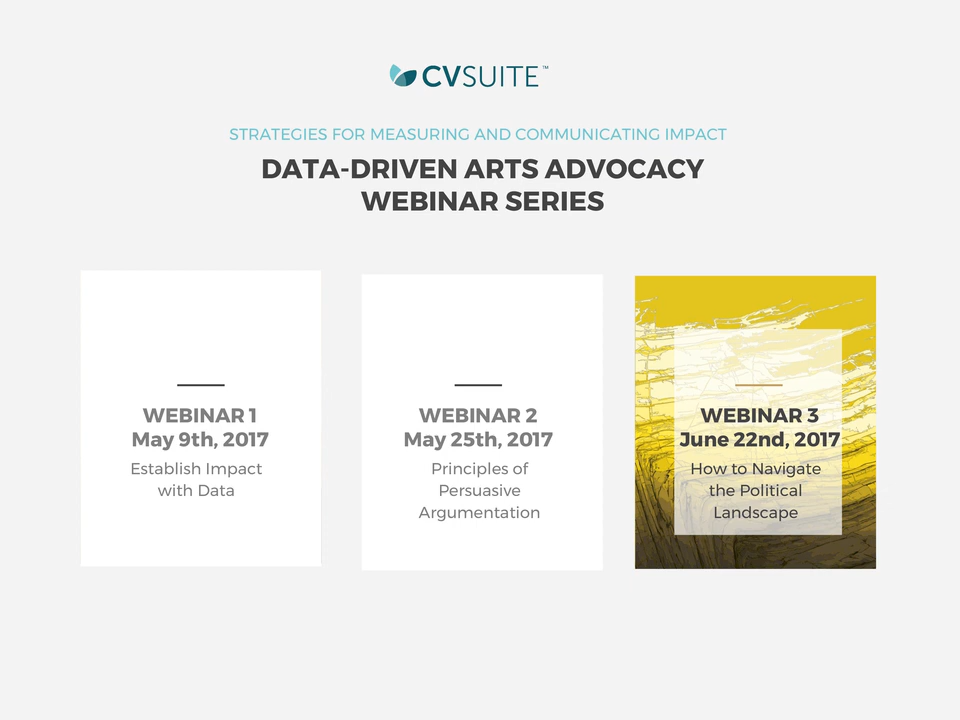 CVSUITE™
STRATEGIES FOR MEASURING AND COMMUNICATING IMPACT
DATA-DRIVEN ARTS ADVOCACY
WEBINAR SERIES
WEBINAR 1
May 9th, 2017
Establish Impact
with Data
WEBINAR 2
May 25th, 2017
Principles of
Persuasive
Argumentation
WEBINAR 3
June 22nd, 2017
How to Navigate
the Political
Landscape